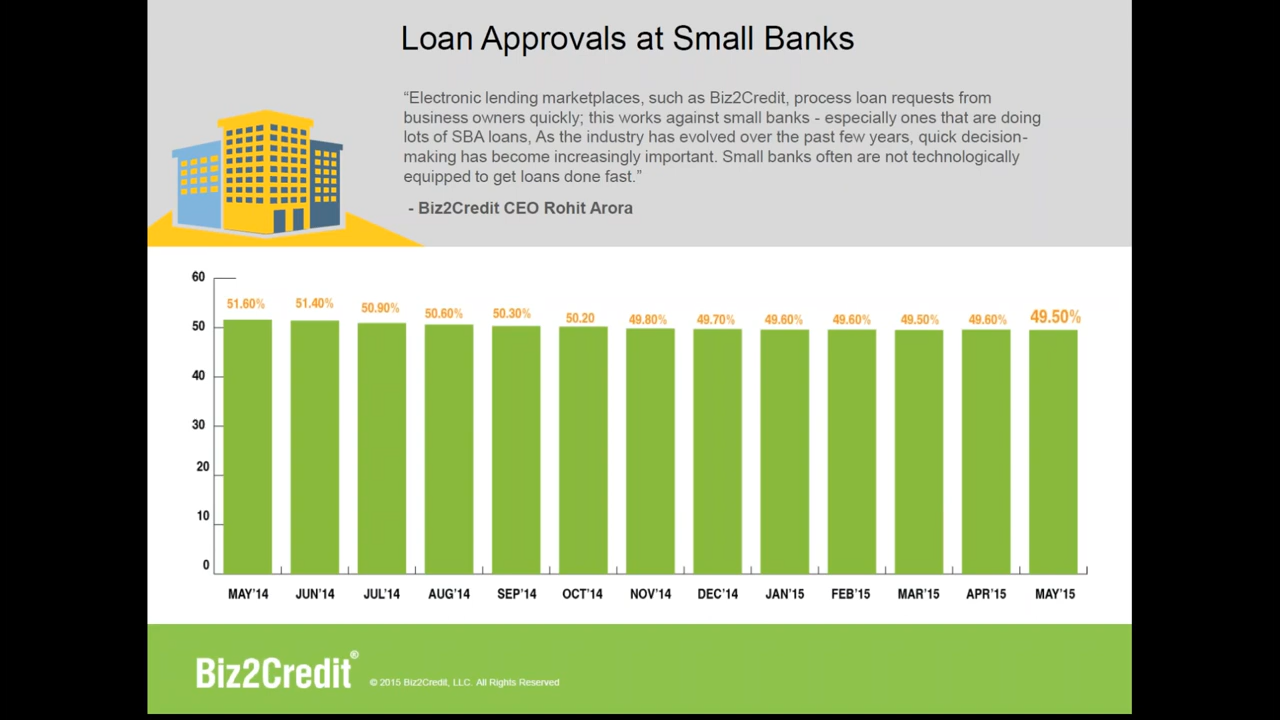 Loan Approvals at Small Banks
“Electronic lending marketplaces, such as Biz2Credit, process loan requests from
business owners quickly; this works against small banks - especially ones that are doing
lots of SBA loans, As the industry has evolved over the past few years, quick decision-
making has become increasingly important. Small banks often are not technologically
equipped to get loans done fast.”
- Biz2Credit CEO Rohit Arora
60
50
40
30
20
10
0
51.60% 51.40% 50.90% 50.60% 50.30% 50.20 49.80% 49.70% 49.60% 49.60% 49.50% 49.60% 49.50%
MAY’14 JUN’14 JUL’14 AUG’14 SEP’14 OCT’14 NOV’14 DEC’14 JAN’15 FEB’15 MAR’15 APR’15 MAY’15
Biz2Credit®
© 2015 Biz2Credit, LLC. All Rights Reserved